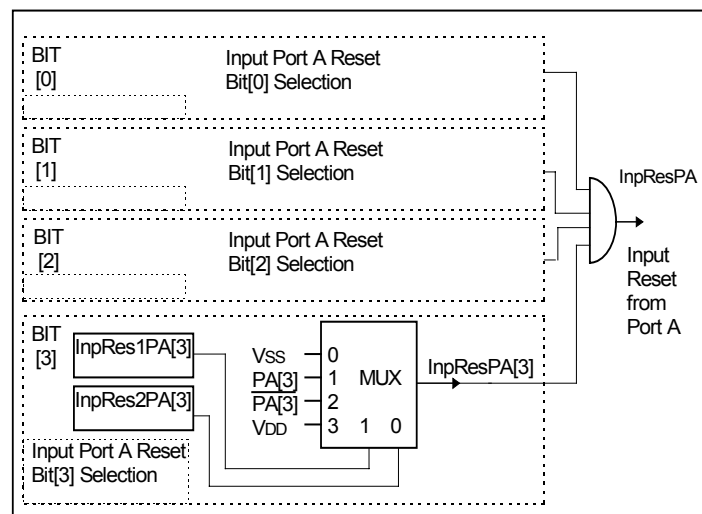 BIT
[0]
Input Port A Reset
Bit[0] Selection
BIT
[1]
Input Port A Reset
Bit[1] Selection
BIT
[2]
Input Port A Reset
Bit[2] Selection
InpResPA
Input
Reset
from
Port A
BIT
[3]
InpRes1PA[3]
InpRes2PA[3]
VSS 0
PA[3] 1
PA[3] 2
VDD 3
MUX
1 0
InpResPA[3]
Input Port A Reset
Bit[3] Selection